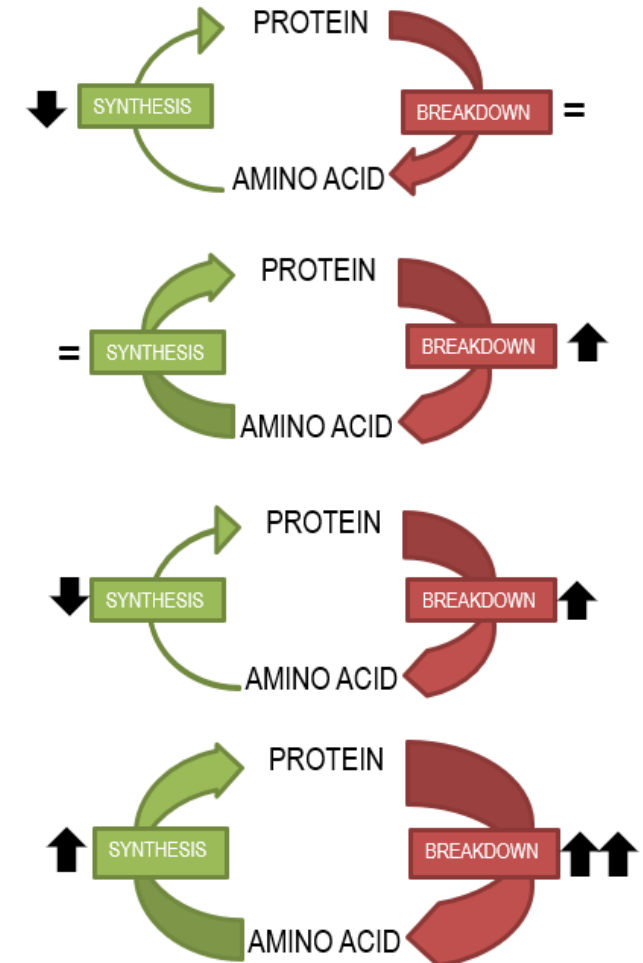 PROTEIN
SYNTHESIS
BREAKDOWN =
AMINO ACID
PROTEIN
= SYNTHESIS
BREAKDOWN
AMINO ACID
PROTEIN
SYNTHESIS
BREAKDOWN
AMINO ACID
PROTEIN
SYNTHESIS
BREAKDOWN
AMINO ACID